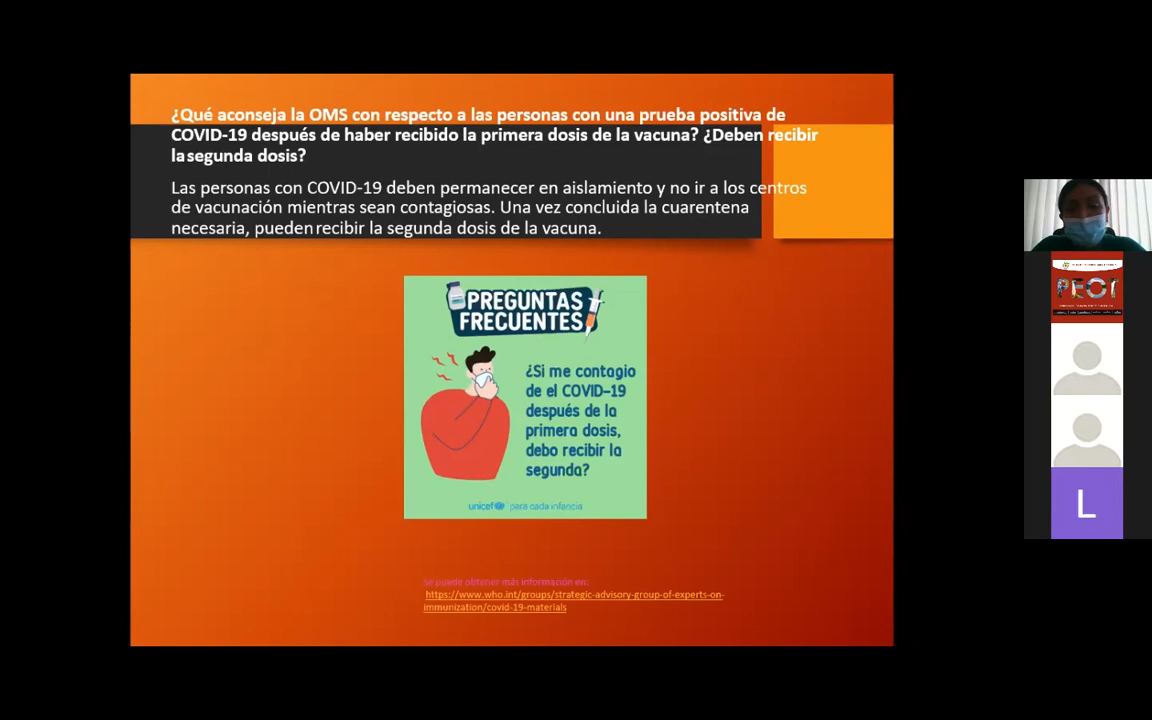 ¿Qué aconseja la OMS con respecto a las personas con una prueba positiva de
COVID-19 después de haber recibido la primera dosis de la vacuna? ¿Deben recibir
la segunda dosis?
Las personas con COVID-19 deben permanecer en aislamiento y no ir a los centros
de vacunación mientras sean contagiosas. Una vez concluida la cuarentena
necesaria, pueden recibir la segunda dosis de la vacuna.
PREGUNTAS
FRECUENTES
¿Si me contagio
de el COVID-19
después de la
primera dosis,
debo recibir la
segunda?
unicef para cada infancia
Se puede obtener más información en:
https://www.who.int/groups/strategic-advisory-group-of-experts-on-
immunization/covid-19-materials
PEOT
L